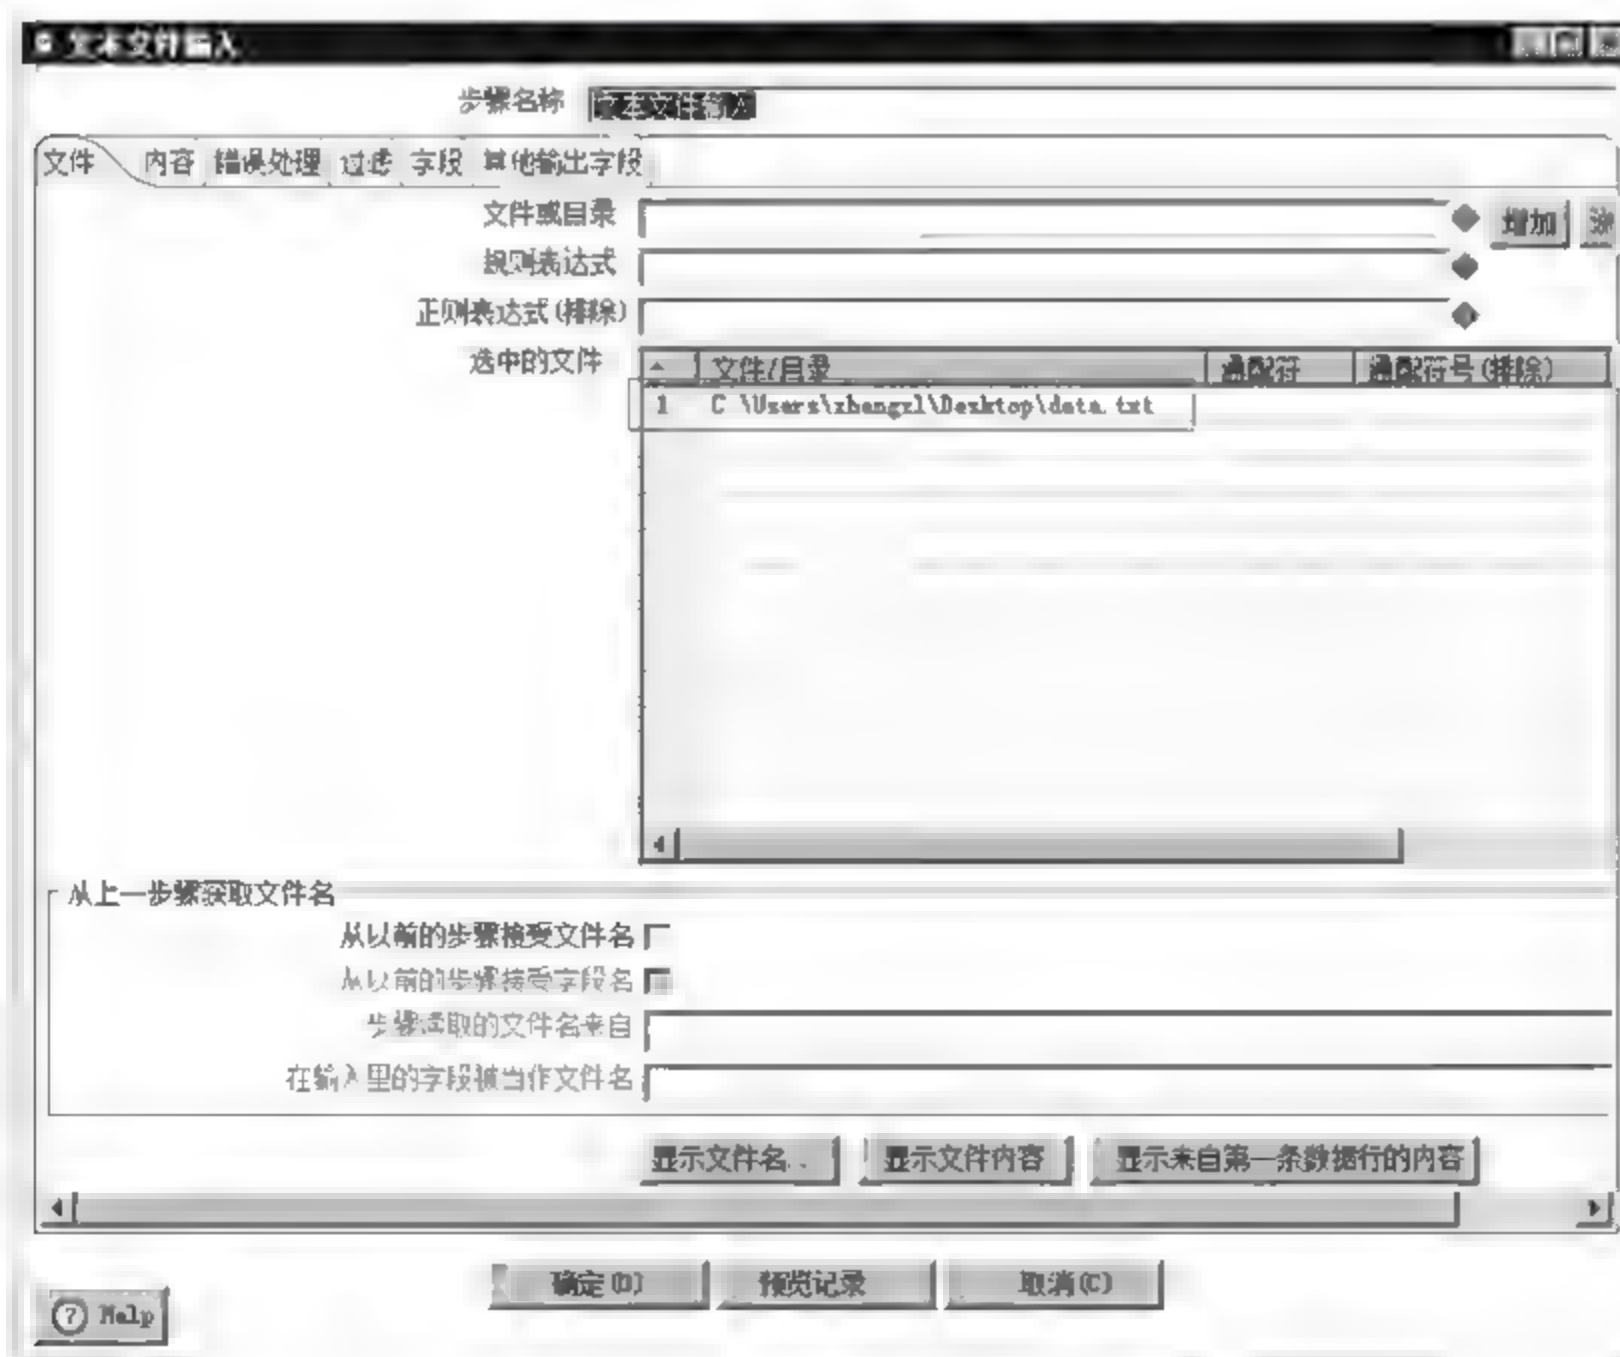 文本文件输入
步骤名称 文本文件输入
文件 内容 错误处理 过滤 字段 其他输出字段
文件或目录 增加
规则表达式
正则表达式(排除)
选中的文件 文件/目录 通配符 通配符号(排除)
1 C \Users\zhangxl\Desktop\data.txt
从上一步骤获取文件名
从以前的步骤接受文件名
从以前的步骤接受字段名
步骤读取的文件名来自
在输入里的字段被当作文件名
显示文件名.. 显示文件内容 显示来自第一条数据行的内容
确定(O) 预览记录 取消(C)
Help